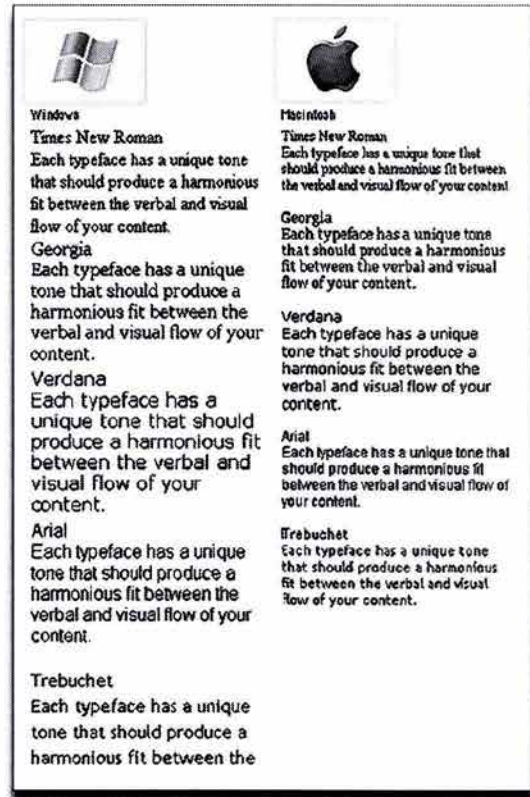 Windows
Times New Roman
Each typeface has a unique tone
that should produce a harmonious
fit between the verbal and visual
flow of your content.
Georgia
Each typeface has a unique
tone that should produce a
harmonious fit between the
verbal and visual flow of your
content.
Verdana
Each typeface has a
unique tone that should
produce a harmonious fit
between the verbal and
visual flow of your
content.
Arial
Each typeface has a unique
tone that should produce a
harmonious fit between the
verbal and visual flow of your
content.
Trebuchet
Each typeface has a unique
tone that should produce a
harmonious fit between the
Macintosh
Times New Roman
Each typeface has a unique tone that
should produce a harmonious fit between
the verbal and visual flow of your content
Georgia
Each typeface has a unique tone
that should produce a harmonious
fit between the verbal and visual
flow of your content.
Verdana
Each typeface has a unique
tone that should produce a
harmonious fit between the
verbal and visual flow of your
content.
Arial
Each typeface has a unique tone that
should produce a harmonious fit
between the verbal and visual flow of
your content.
Trebuchet
Each typeface has a unique tone
that should produce a harmonious
fit between the verbal and visual
flow of your content.